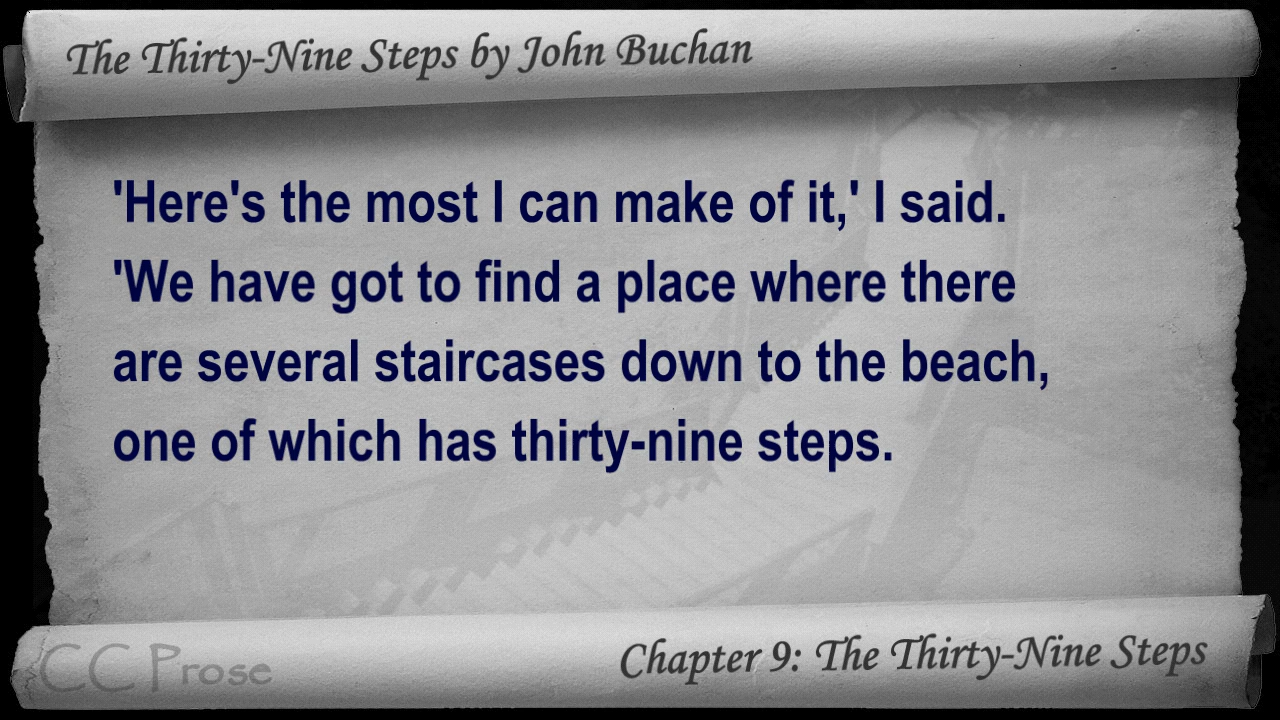 The Thirty-Nine Steps by John Buchan
'Here's the most I can make of it,' I said.
'We have got to find a place where there
are several staircases down to the beach,
one of which has thirty-nine steps.
CC Prose
Chapter 9: The Thirty-Nine Steps